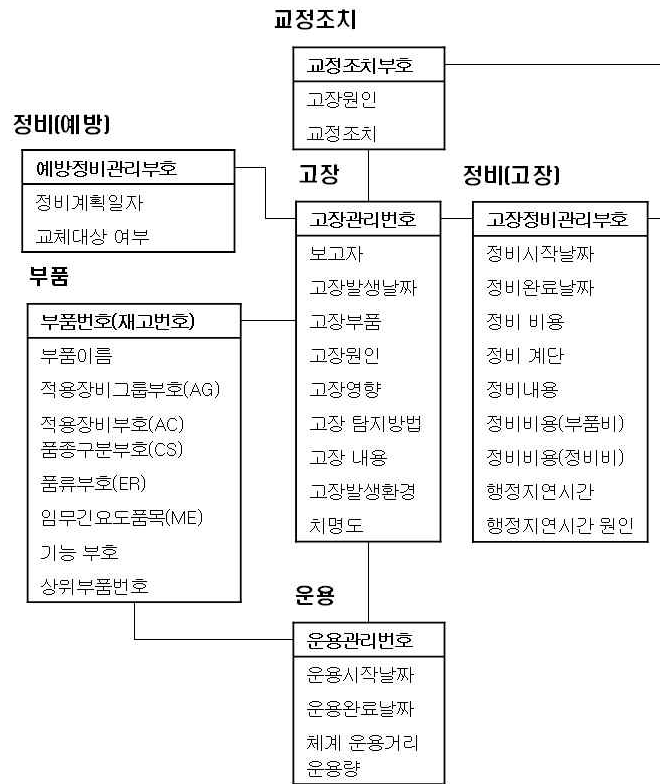 교정조치
교정조치부호
고장원인
교정조치
정비(예방)
예방정비관리부호
정비계획일자
교체대상 여부
고장
고장관리번호
보고자
고장발생날짜
고장부품
고장원인
고장영향
고장 탐지방법
고장 내용
고장발생환경
치명도
정비(고장)
고장정비관리부호
정비시작날짜
정비완료날짜
정비 비용
정비 계단
정비내용
정비비용(부품비)
정비비용(정비비)
행정지연시간
행정지연시간 원인
부품
부품번호(재고번호)
부품이름
적용장비그룹부호(AG)
적용장비부호(AC)
품종구분부호(CS)
품류부호(ER)
임무긴요도품목(ME)
기능 부호
상위부품번호
운용
운용관리번호
운용시작날짜
운용완료날짜
체계 운용거리
운용량